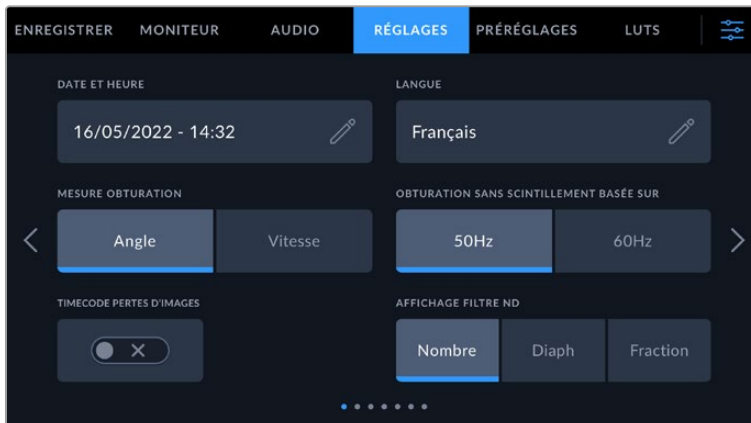 ENREGISTRER MONITEUR AUDIO RÉGLAGES PRÉRÉGLAGES LUTS
DATE ET HEURE LANGUE
16/05/2022 - 14:32 Français
MESURE OBTURATION OBTURATION SANS SCINTILLEMENT BASÉE SUR
Angle Vitesse 50Hz 60Hz
TIMECODE PERTES D'IMAGES AFFICHAGE FILTRE ND
Nombre Diaph Fraction